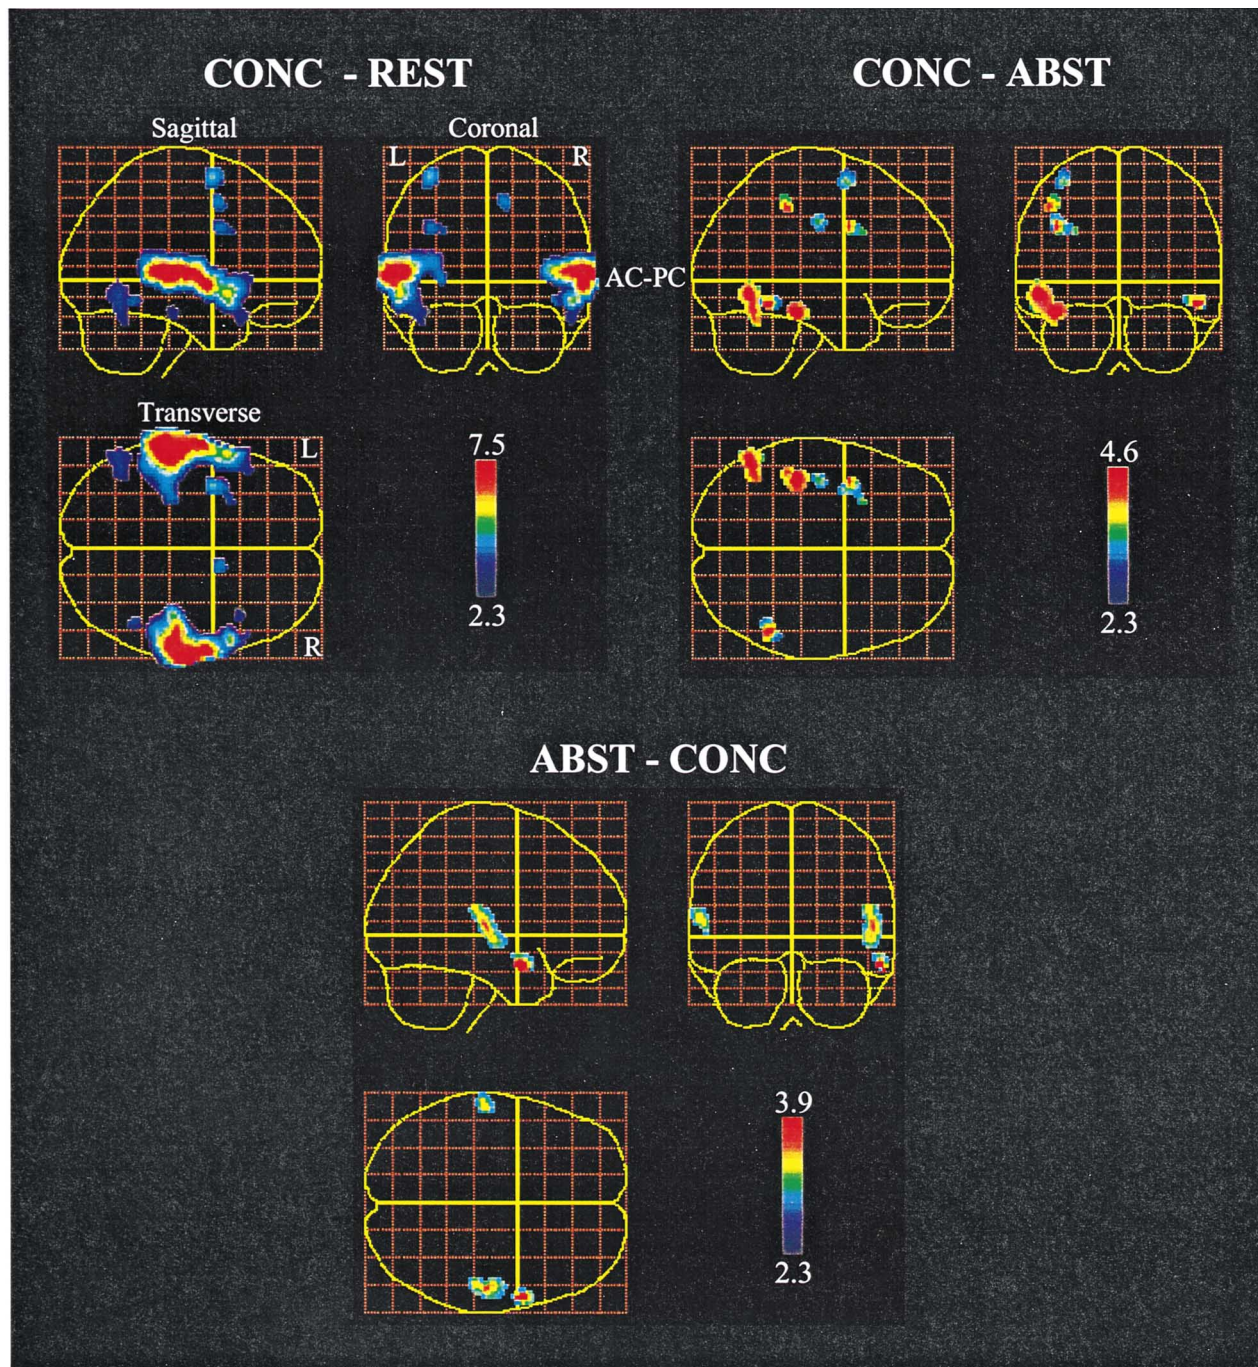 CONC - REST
CONC - ABST
Sagittal
Coronal
L
R
AC-PC
Transverse
L
R
7.5
2.3
4.6
2.3
ABST - CONC
3.9
2.3